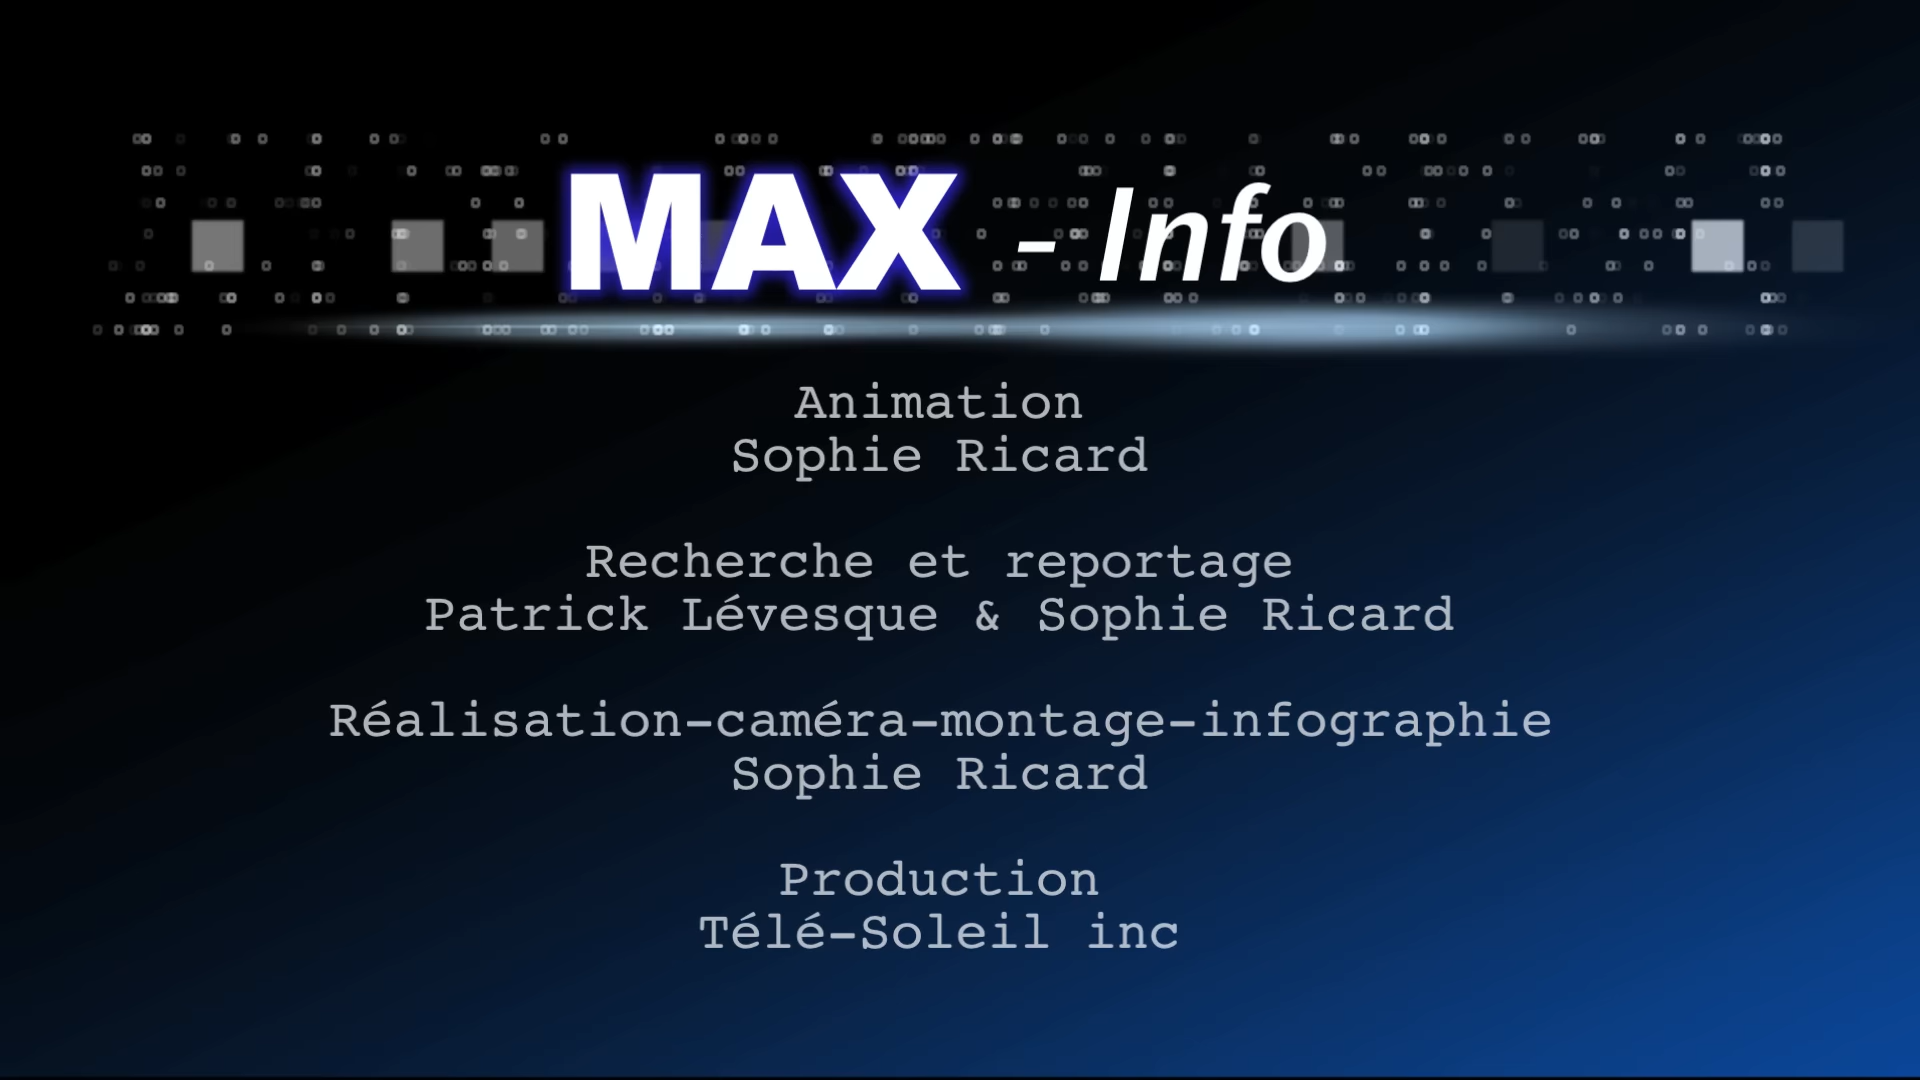 MAX - Info
Animation
Sophie Ricard
Recherche et reportage
Patrick Lévesque & Sophie Ricard
Réalisation-caméra-montage-infographie
Sophie Ricard
Production
Télé-Soleil inc